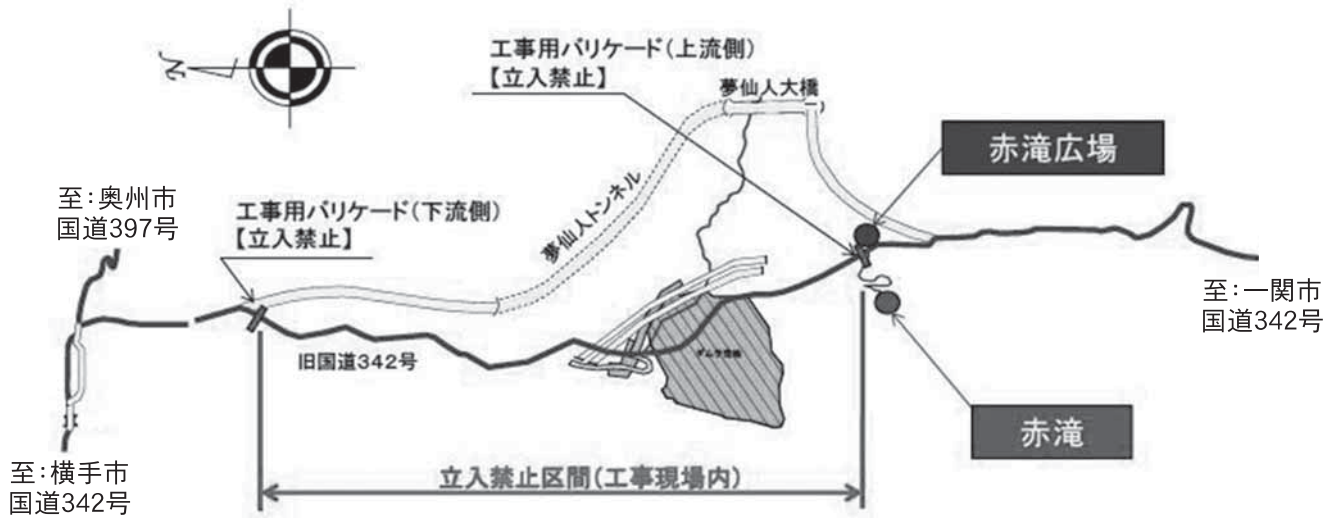 工事用バリケード(上流側)
【立入禁止】
夢仙人大橋
赤滝広場
至:奥州市
国道397号
工事用バリケード(下流側)
【立入禁止】
夢仙人トンネル
至:一関市
国道342号
旧国道342号
赤滝
立入禁止区間(工事現場内)
至:横手市
国道342号